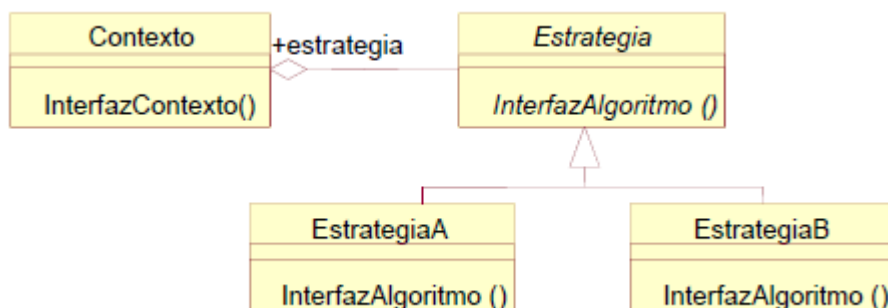 Contexto
+estrategia
Estrategia
InterfazContexto()
InterfazAlgoritmo ()
EstrategiaA
EstrategiaB
InterfazAlgoritmo ()
InterfazAlgoritmo ()